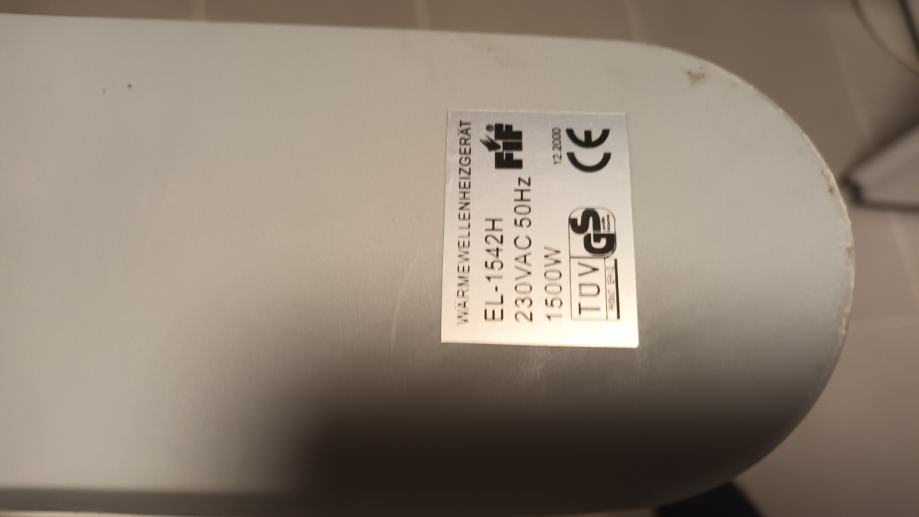 WÄRMEWELLENHEIZGERÄT
EL-1542H
FiF®
230VAC 50Hz
1500W
12.2000
TÜV
GS
CE